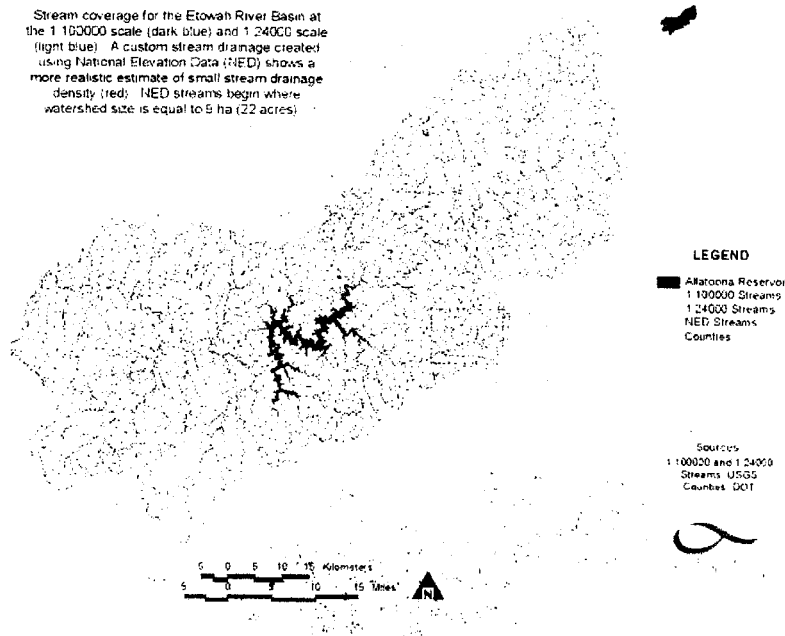 Stream coverage for the Etowah River Basin at
the 1 100000 scale (dark blue) and 1 24000 scale
(light blue) A custom stream drainage created
using National Elevation Data (NED) shows a
more realistic estimate of small stream drainage
density (red) NED streams begin where
watershed size is equal to 9 ha (22 acres)
LEGEND
Allatoona Reservoi
1 100000 Streams
1 24000 Streams
NED Streams
Counties
Sources
1 100000 and 1 24000
Streams USGS
Counties DOT
5 0 5 10 15 Kilometers
5 0 5 10 15 Miles
N